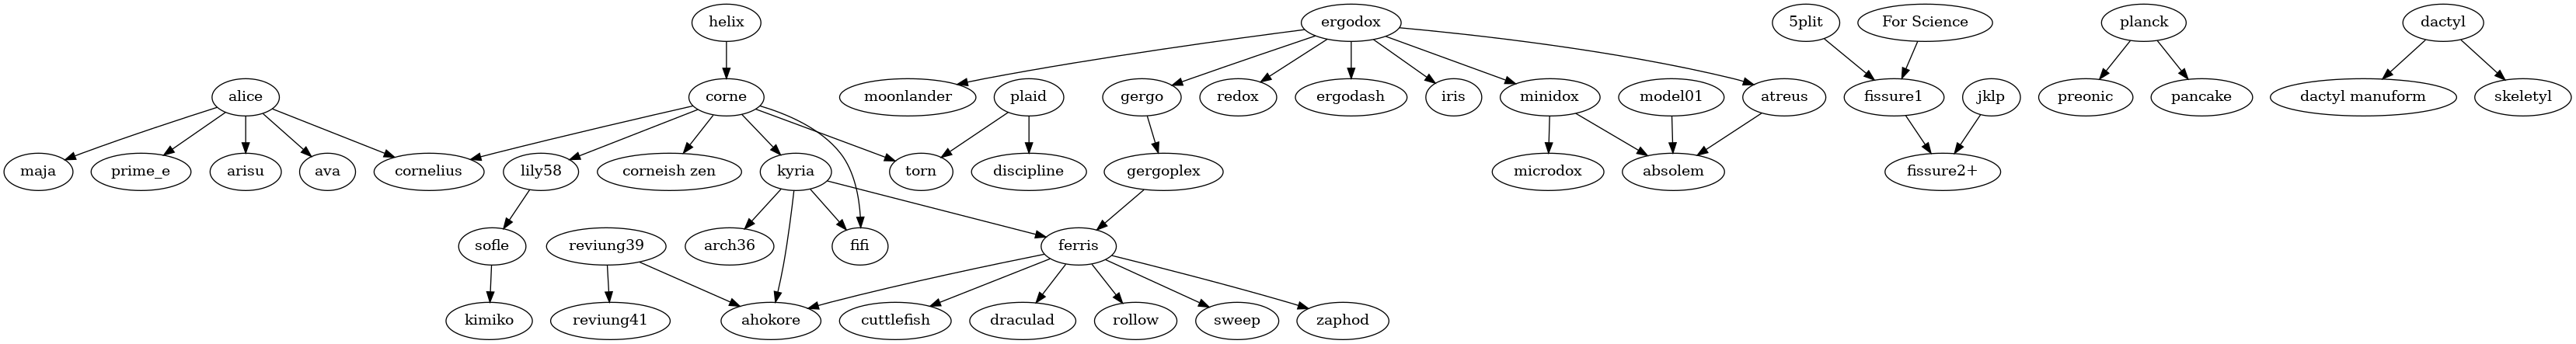 helix
ergodox
5plit
For Science
planck
dactyl
alice
corne
moonlander
plaid
gergo
redox
ergodash
iris
minidox
model01
atreus
fissure1
jklp
preonic
pancake
dactyl manuform
skeletyl
maja
prime_e
arisu
ava
cornelius
lily58
corneish zen
kyria
torn
discipline
gergoplex
microdox
absolem
fissure2+
sofle
reviung39
arch36
fifi
ferris
kimiko
reviung41
ahokore
cuttlefish
draculad
rollow
sweep
zaphod